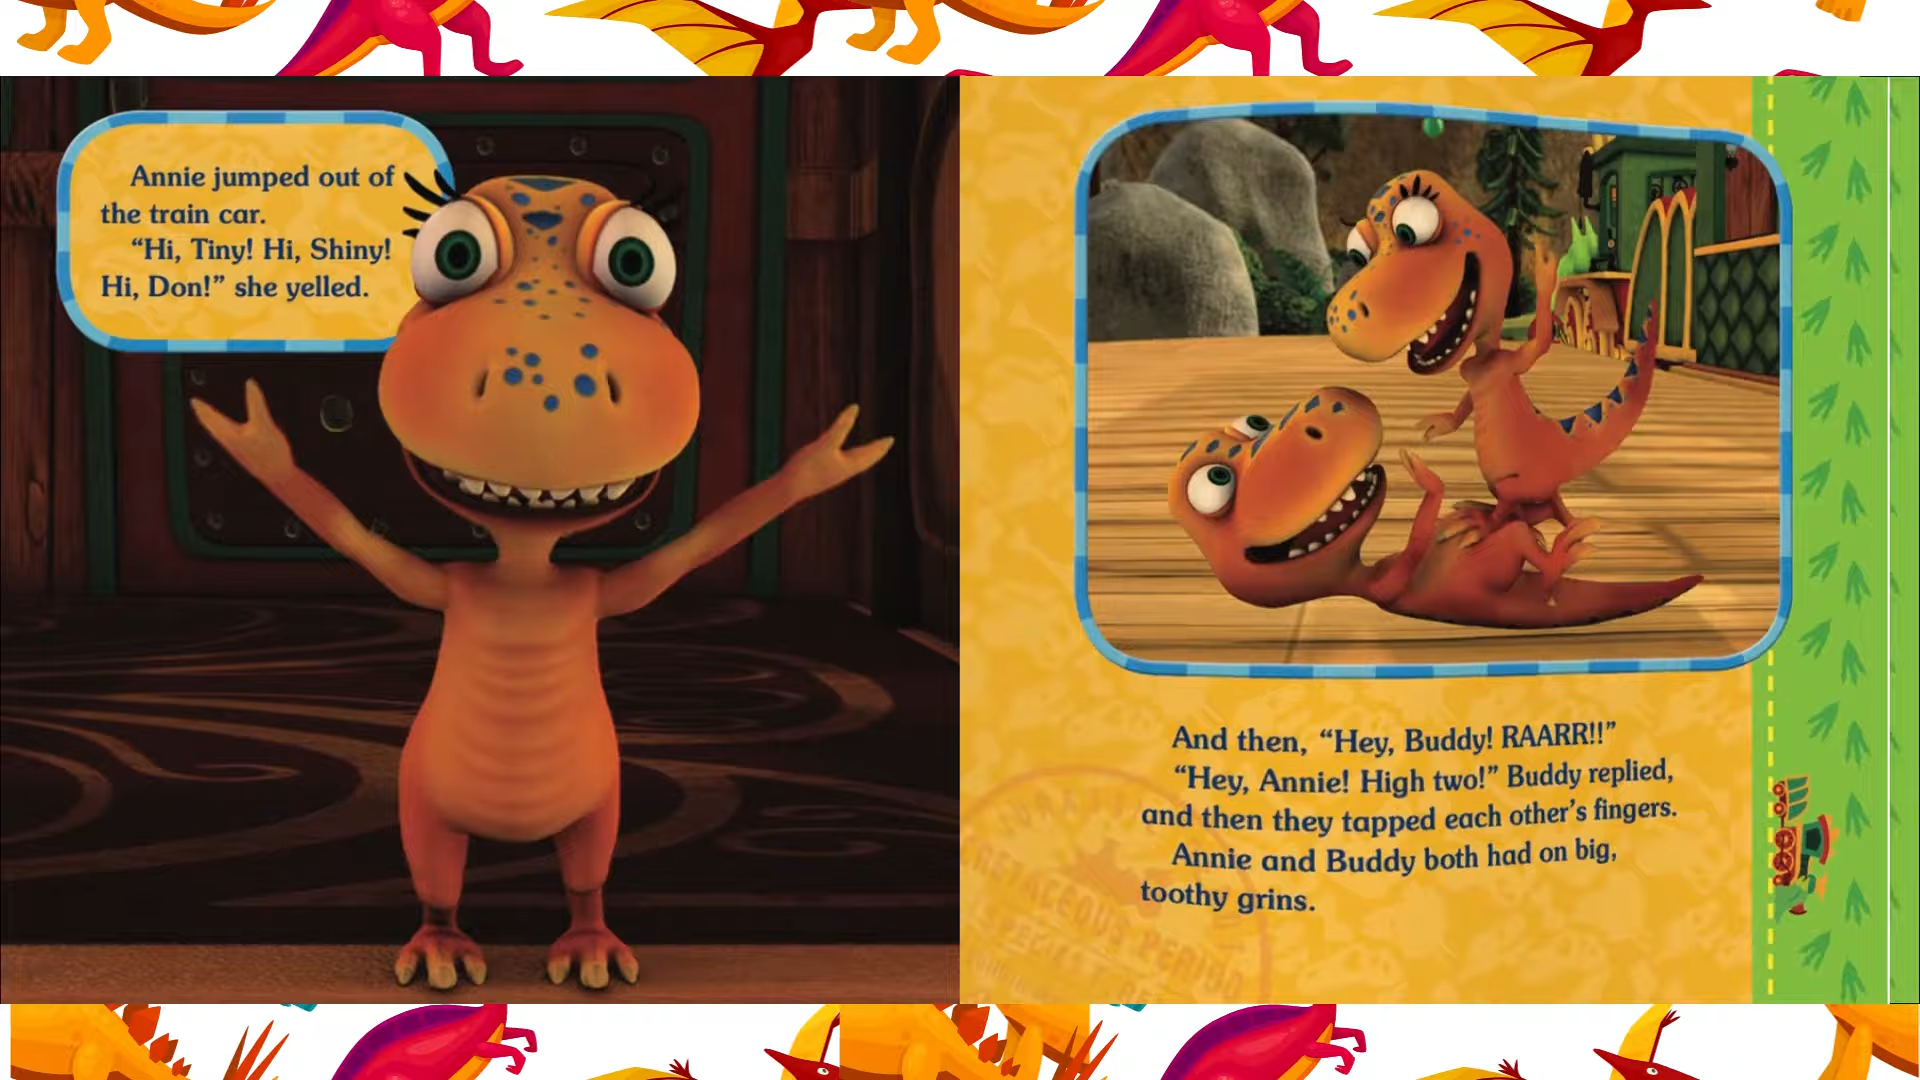 Annie jumped out of
the train car.
“Hi, Tiny! Hi, Shiny!
Hi, Don!” she yelled.
And then, “Hey, Buddy! RAARR!!”
“Hey, Annie! High two!” Buddy replied,
and then they tapped each other’s fingers.
Annie and Buddy both had on big,
toothy grins.
CRETACEOUS PERIOD